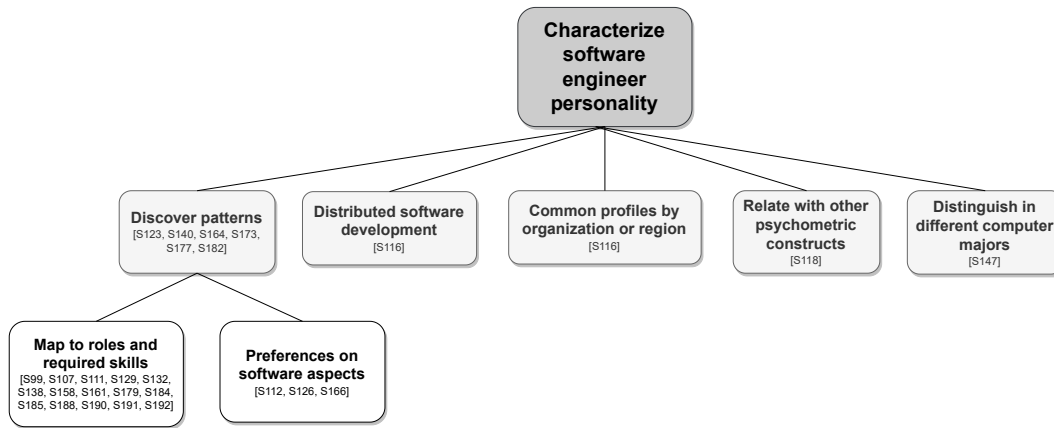 Characterize
software
engineer
personality
Discover patterns
[S123, S140, S164, S173,
S177, S182]
Distributed software
development
[S116]
Common profiles by
organization or region
[S116]
Relate with other
psychometric
constructs
[S118]
Distinguish in
different computer
majors
[S147]
Map to roles and
required skills
[S99, S107, S111, S129, S132,
S138, S158, S161, S179, S184,
S185, S188, S190, S191, S192]
Preferences on
software aspects
[S112, S126, S166]